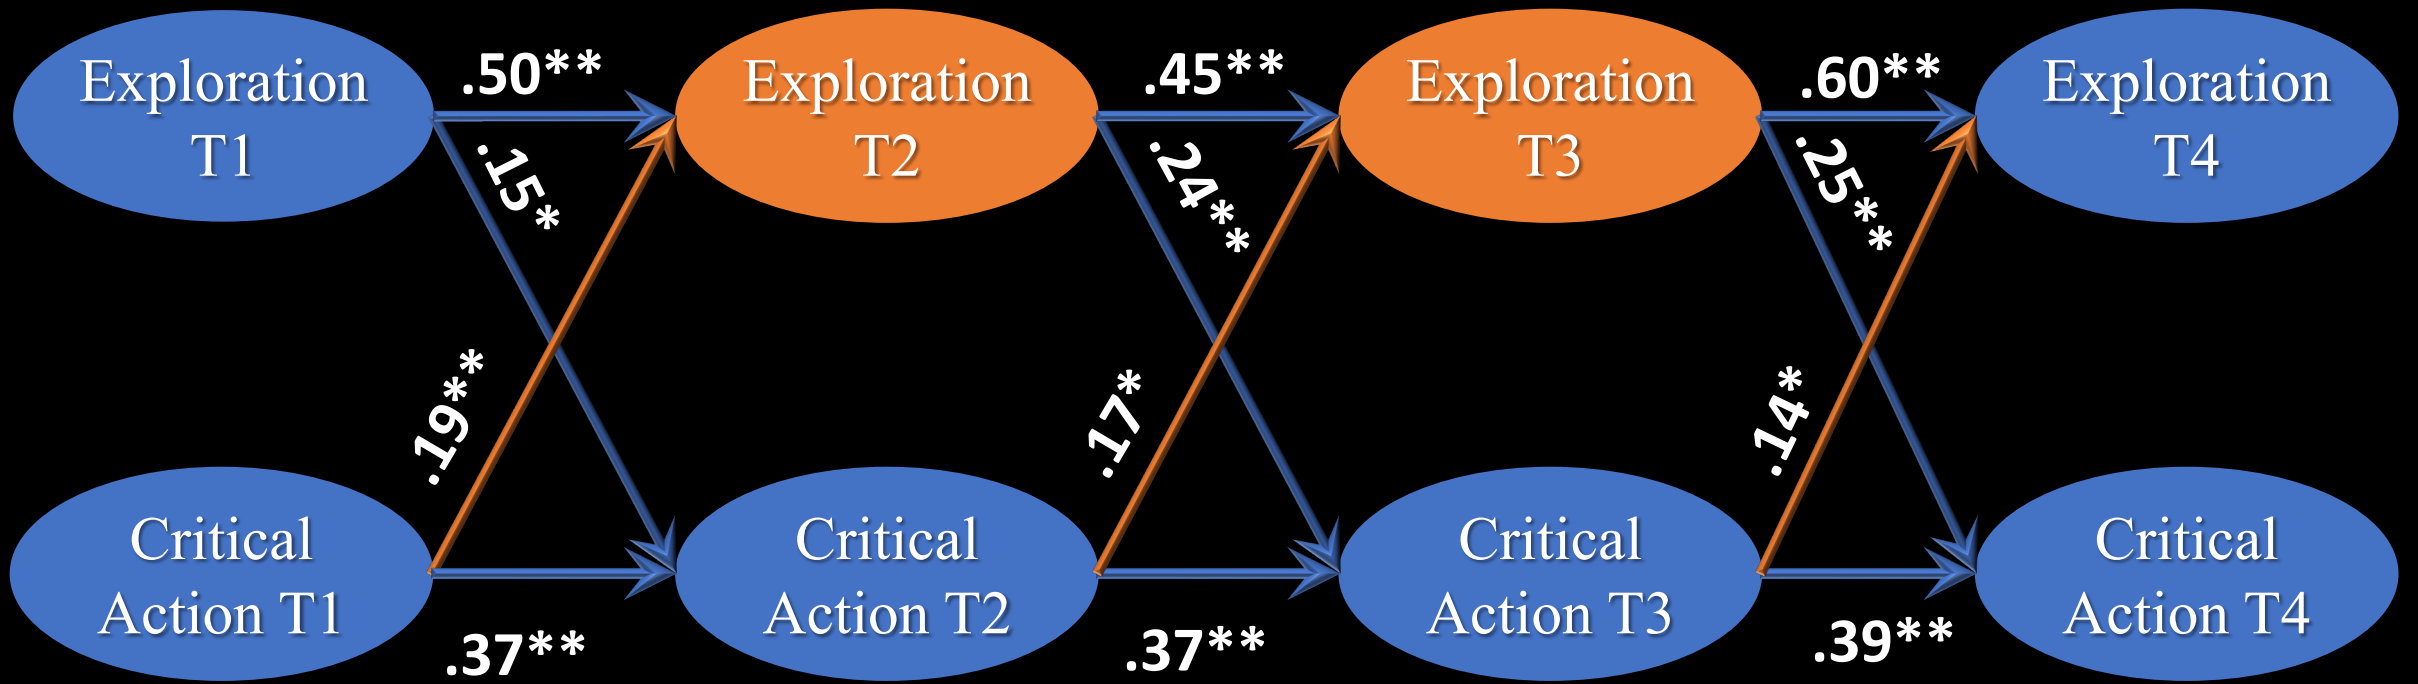 Exploration
T1
.50**
Exploration
T2
.45**
Exploration
T3
.60**
Exploration
T4
.15*
.24**
.25**
.19**
.17*
.14*
Critical
Action T1
.37**
Critical
Action T2
.37**
Critical
Action T3
.39**
Critical
Action T4